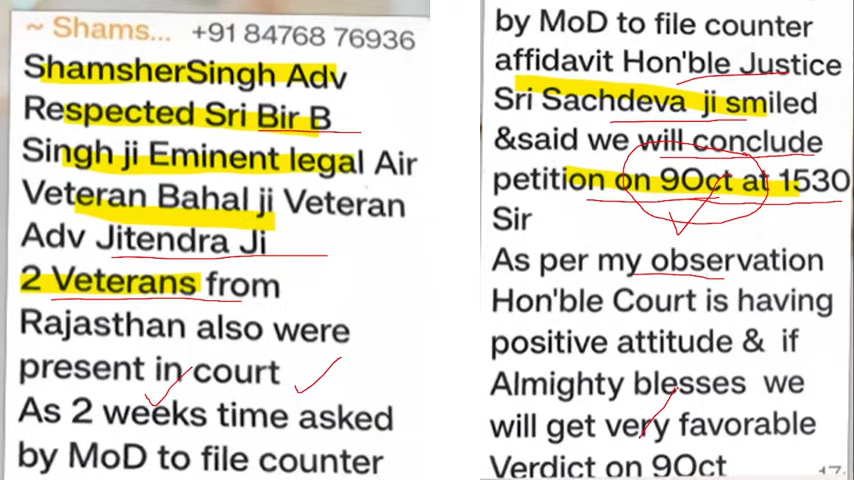 ~ Shams... +91 84768 76936
ShamsherSingh Adv
Respected Sri Bir B
Singh ji Eminent legal Air
Veteran Bahal ji Veteran
Adv Jitendra Ji
2 Veterans from
Rajasthan also were
present in court
As 2 weeks time asked
by MoD to file counter
by MoD to file counter
affidavit Hon'ble Justice
Sri Sachdeva ji smiled
&said we will conclude
petition on 9Oct at 1530
Sir
As per my observation
Hon'ble Court is having
positive attitude & if
Almighty blesses we
will get very favorable
Verdict on 9Oct